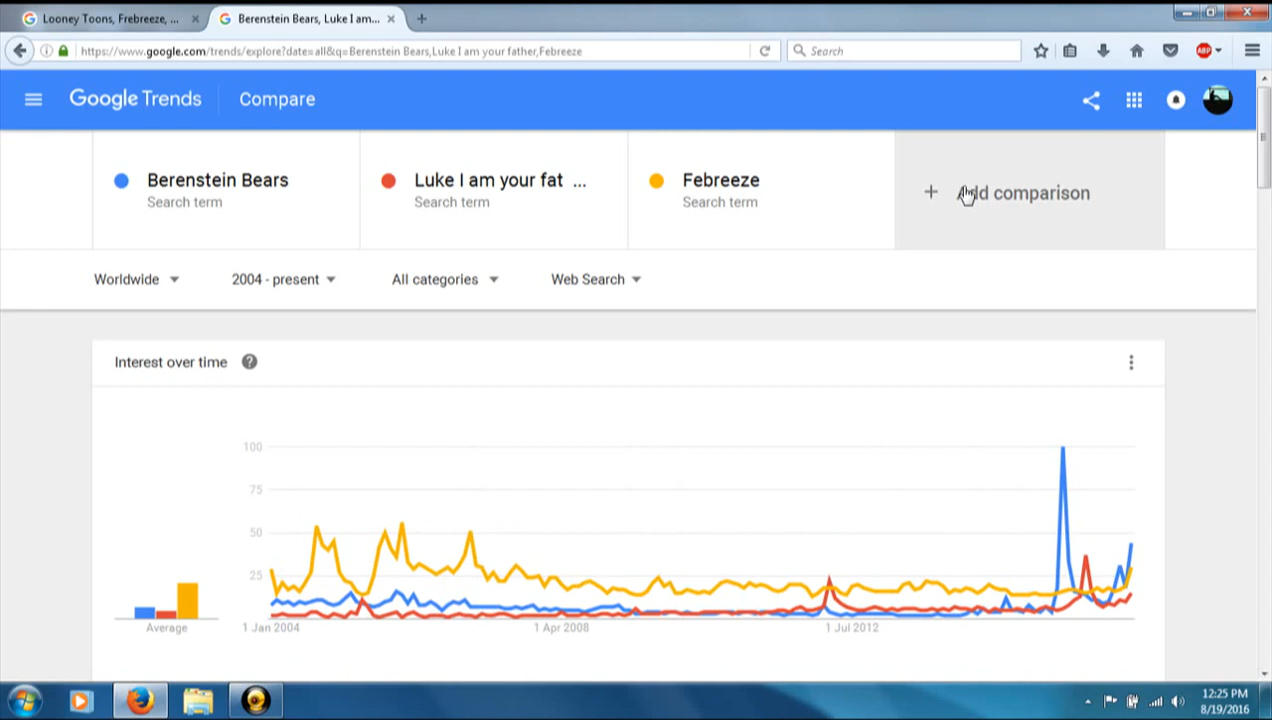 Looney Toons, Frebreeze, ...
Berenstein Bears, Luke I am...
https://www.google.com/trends/explore?date=all&q=Berenstein Bears,Luke I am your father,Febreeze
Search
ABP
Google Trends
Compare
Berenstein Bears
Search term
Luke I am your fat ...
Search term
Febreeze
Search term
+ Add comparison
Worldwide
2004 - present
All categories
Web Search
Interest over time ?
100
75
50
25
Average
1 Jan 2004
1 Apr 2008
1 Jul 2012
12:25 PM
8/19/2016